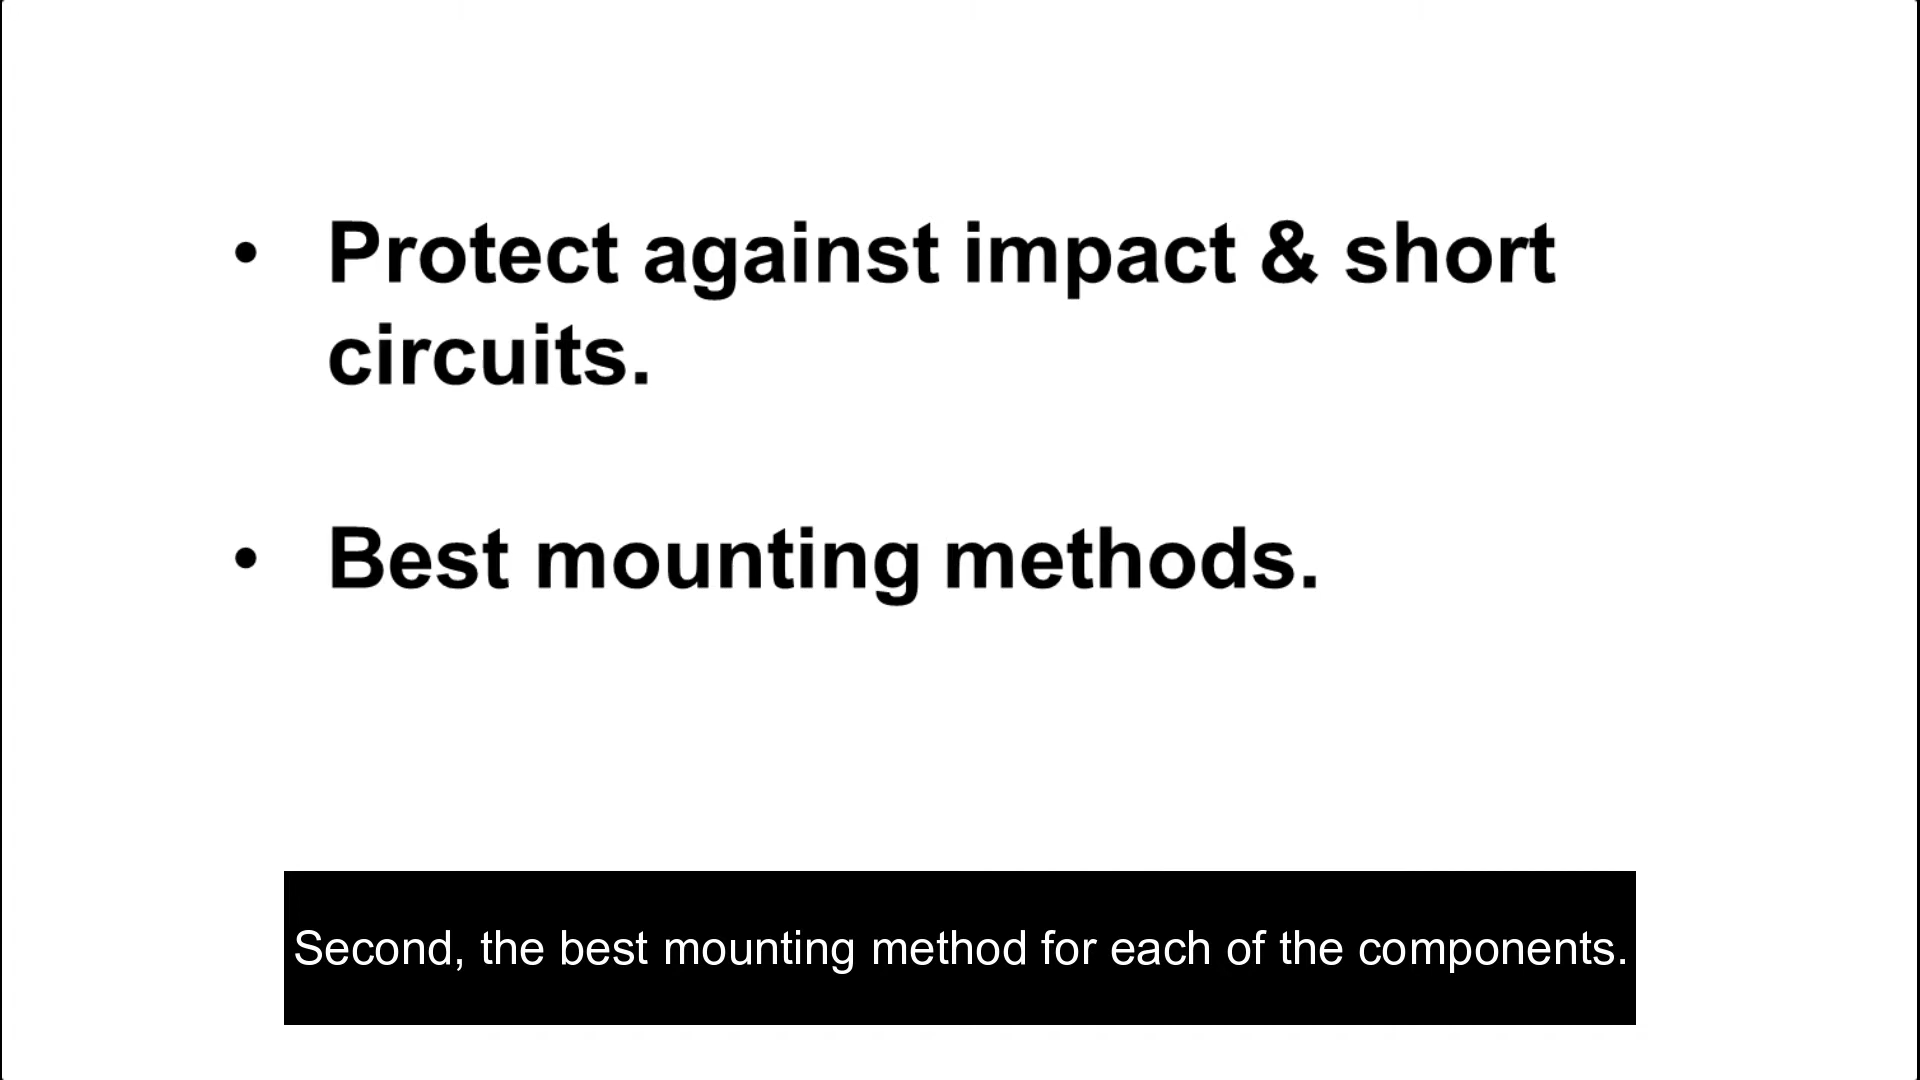 • Protect against impact & short
circuits.
• Best mounting methods.
Second, the best mounting method for each of the components.